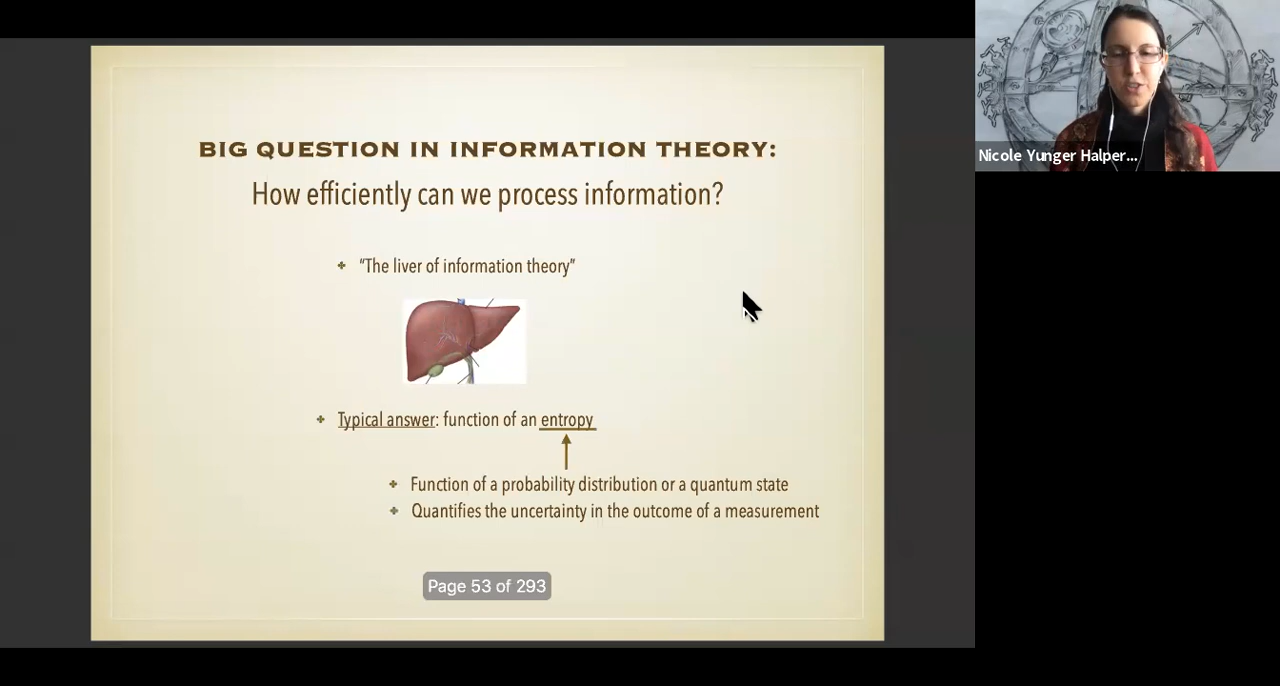 BIG QUESTION IN INFORMATION THEORY:
How efficiently can we process information?
"The liver of information theory"
Typical answer: function of an entropy
Function of a probability distribution or a quantum state
Quantifies the uncertainty in the outcome of a measurement
Page 53 of 293
Nicole Yunger Halper...